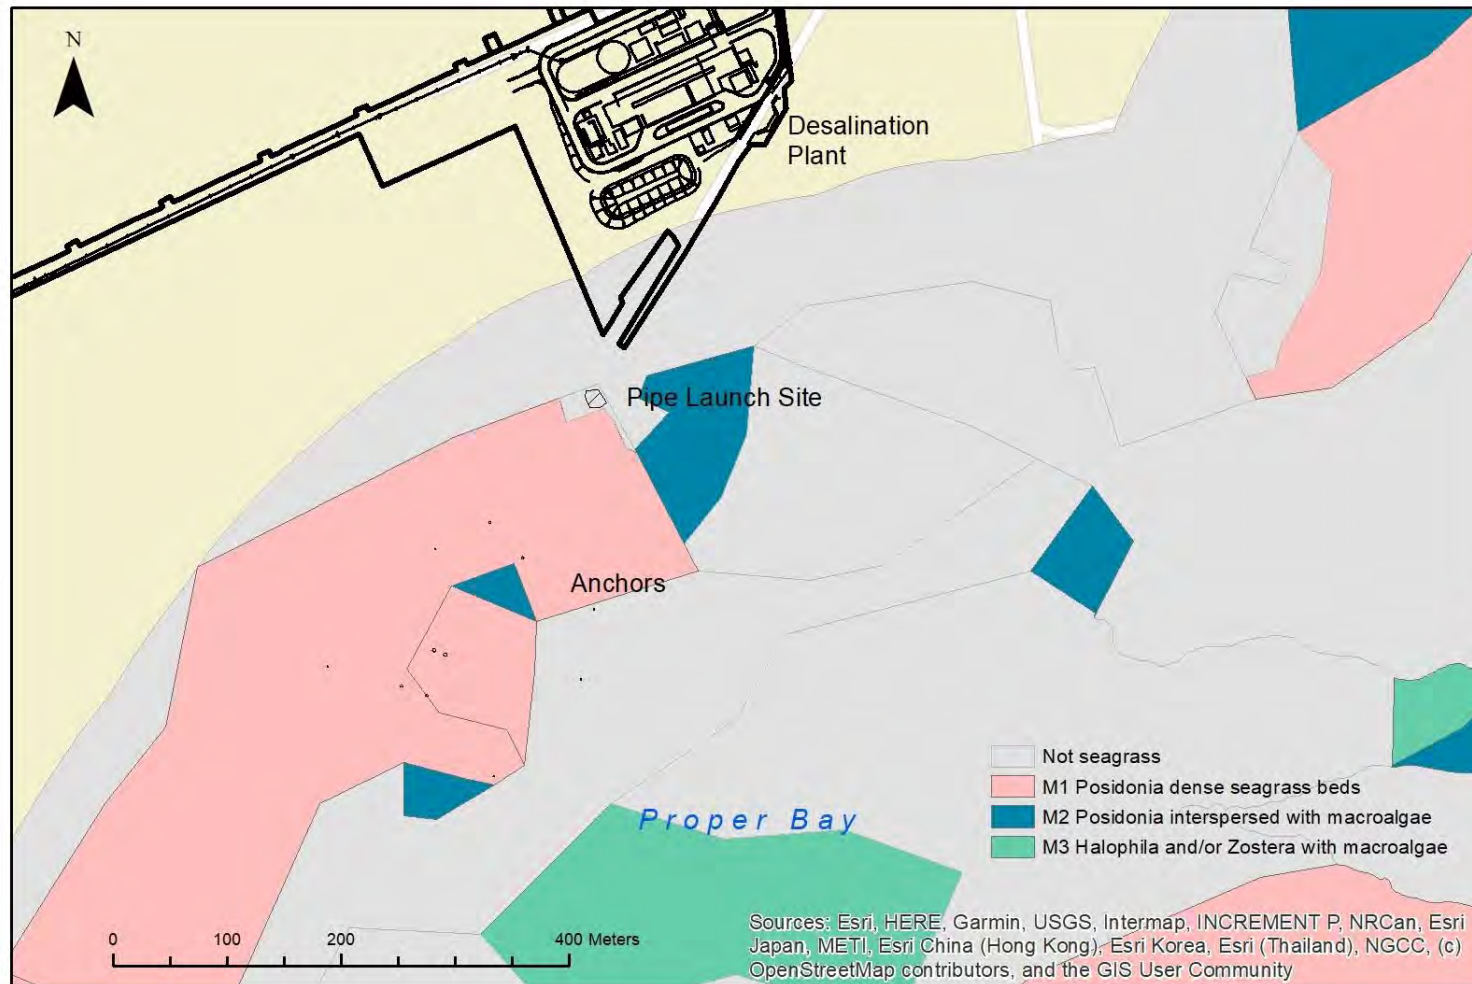 N
Desalination
Plant
Pipe Launch Site
Anchors
Not seagrass
M1 Posidonia dense seagrass beds
M2 Posidonia interspersed with macroalgae
M3 Halophila and/or Zostera with macroalgae
Proper Bay
0 100 200 400 Meters
Sources: Esri, HERE, Garmin, USGS, Intermap, INCREMENT P, NRCan, Esri
Japan, METI, Esri China (Hong Kong), Esri Korea, Esri (Thailand), NGCC, (c)
OpenStreetMap contributors, and the GIS User Community